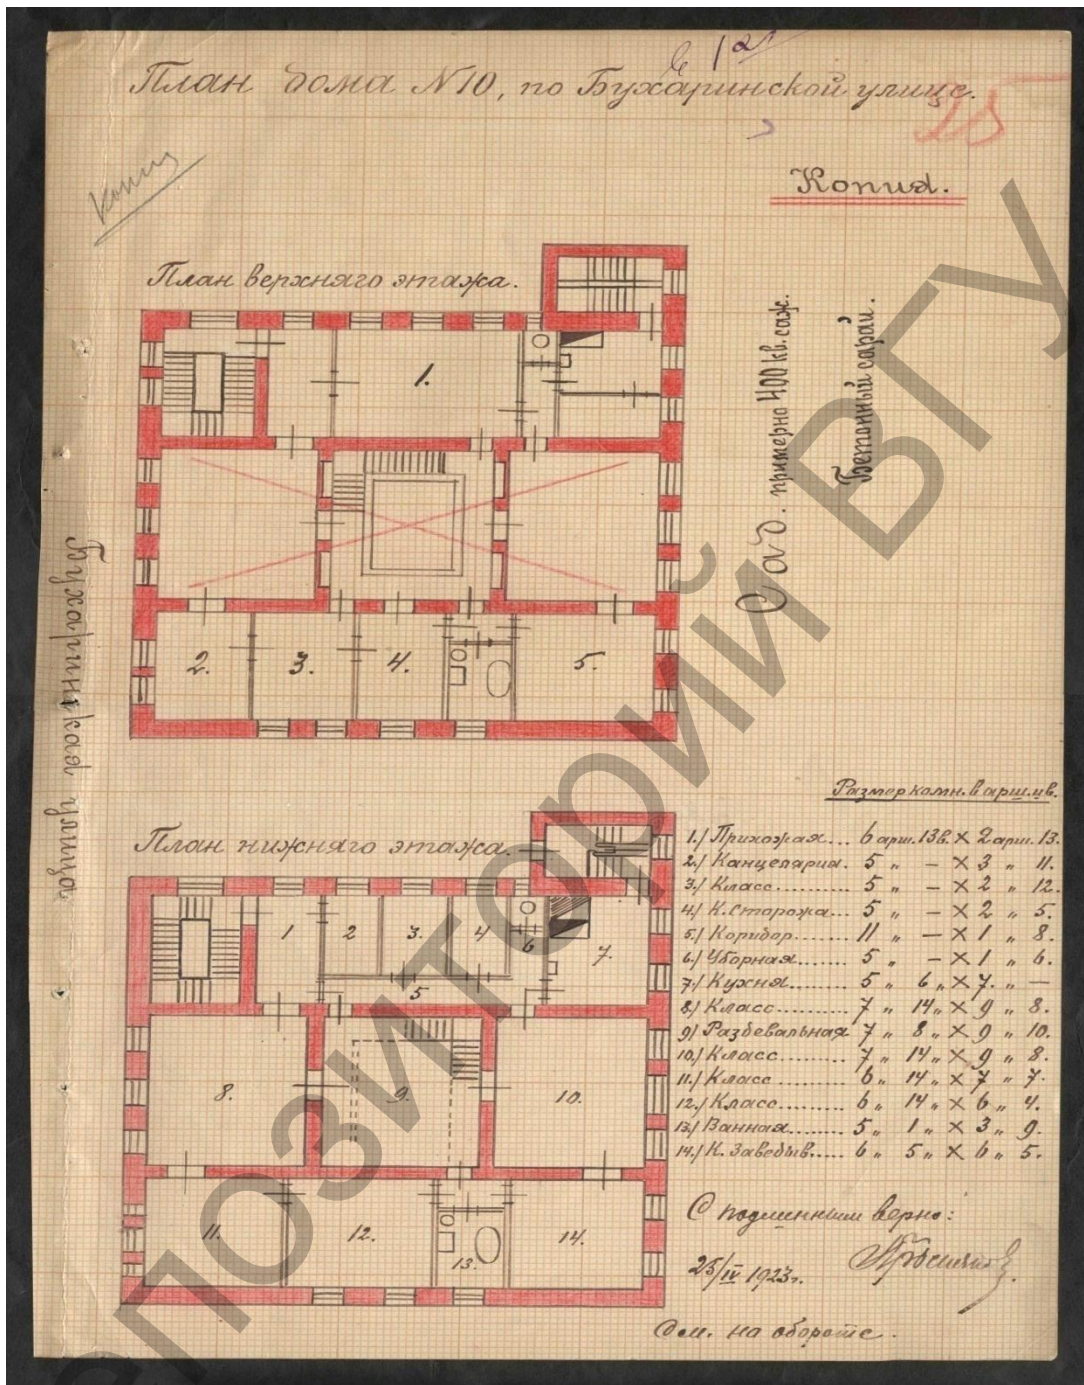 План дома N 10, по Бухаринской улице.
25
Копия
Копия.
План верхняго этажа.
1.
2.
3.
4.
5.
Сад. примерно 400 кв. саж.
Бетонный сарай.
Бухаринская улица
План нижняго этажа.
1
2
3.
4
5
6
7.
8.
9.
10.
11.
12.
13.
14.
Размер комн. в арш. и в.
1./ Прихожая... 6 арш. 13 в. × 2 арш. 13.
2./ Канцелярия. 5 „ — × 3 „ 11.
3./ Класс.......... 5 „ — × 2 „ 12.
4./ К. Сторожа... 5 „ — × 2 „ 5.
5./ Коридор....... 11 „ — × 1 „ 8.
6./ Уборная....... 5 „ — × 1 „ 6.
7./ Кухня.......... 5 „ 6 „ × 7. „ —
8./ Класс.......... 7 „ 14 „ × 9 „ 8.
9/ Раздевальная 7 „ 8 „ × 9 „ 10.
10./ Класс......... 7 „ 14 „ × 9 „ 8.
11./ Класс ......... 6 „ 14 „ × 7 „ 7.
12./ Класс......... 6 „ 14 „ × 6 „ 4.
13./ Ванная........ 5 „ 1 „ × 3 „ 9.
14./ К. Заведыв..... 6 „ 5 „ × 6 „ 5.
С подлинным верно:
25/IV 1923 г.
См. на обороте.
ПОЗИТОРИЙ ВГУ